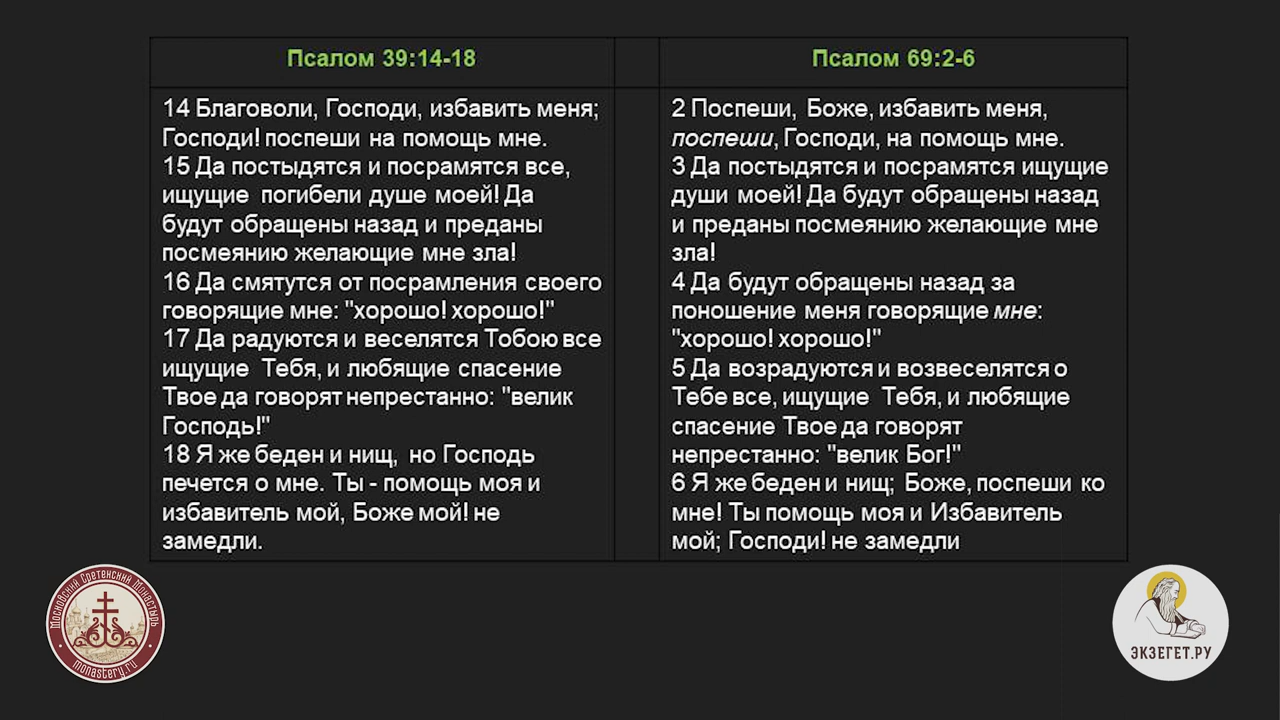 Псалом 39:14-18
14 Благоволи, Господи, избавить меня;
Господи! поспеши на помощь мне.
15 Да постыдятся и посрамятся все,
ищущие погибели душе моей! Да
будут обращены назад и преданы
посмеянию желающие мне зла!
16 Да смятутся от посрамления своего
говорящие мне: "хорошо! хорошо!"
17 Да радуются и веселятся Тобою все
ищущие Тебя, и любящие спасение
Твое да говорят непрестанно: "велик
Господь!"
18 Я же беден и нищ, но Господь
печется о мне. Ты - помощь моя и
избавитель мой, Боже мой! не
замедли.
Псалом 69:2-6
2 Поспеши, Боже, избавить меня,
поспеши, Господи, на помощь мне.
3 Да постыдятся и посрамятся ищущие
души моей! Да будут обращены назад
и преданы посмеянию желающие мне
зла!
4 Да будут обращены назад за
поношение меня говорящие мне:
"хорошо! хорошо!"
5 Да возрадуются и возвеселятся о
Тебе все, ищущие Тебя, и любящие
спасение Твое да говорят
непрестанно: "велик Бог!"
6 Я же беден и нищ; Боже, поспеши ко
мне! Ты помощь моя и Избавитель
мой; Господи! не замедли
Московский Сретенский Монастырь
monastery.ru
ЭКЗЕГЕТ.РУ